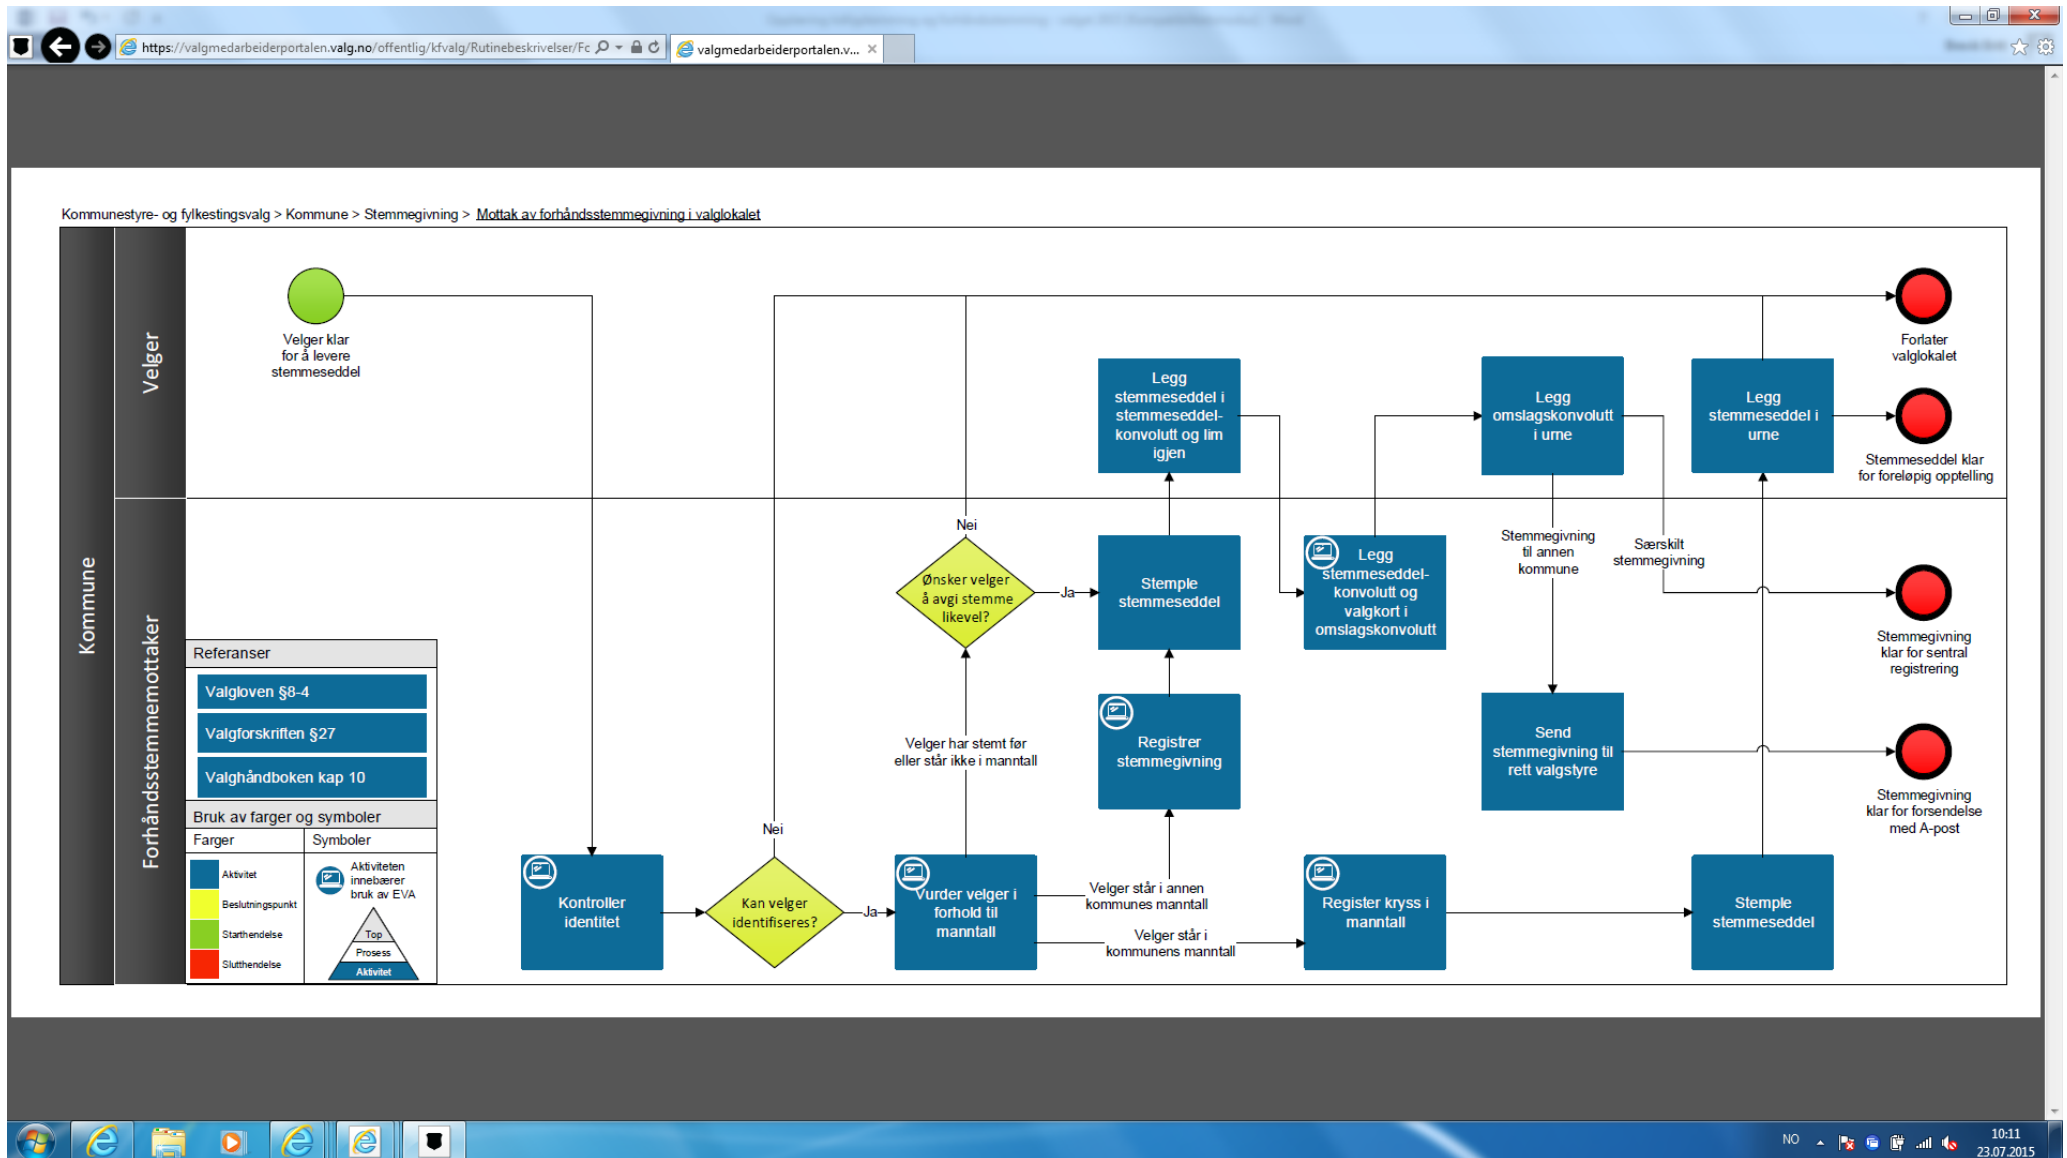 https://valgmedarbeiderportalen.valg.no/offentlig/kfvalg/Rutinebeskrivelser/Fc
valgmedarbeiderportalen.v...
Kommunestyre- og fylkestingsvalg > Kommune > Stemmegivning > Mottak av forhåndsstemmegivning i valglokalet
Kommune
Velger
Velger klar
for å levere
stemmeseddel
Legg
stemmeseddel i
stemmeseddel-
konvolutt og lim
igjen
Legg
omslagskonvolutt
i urne
Legg
stemmeseddel i
urne
Forlater
valglokalet
Stemmeseddel klar
for foreløpig opptelling
Forhåndsstemmemottaker
Nei
Ønsker velger
å avgi stemme
likevel?
Ja
Stemple
stemmeseddel
Legg
stemmeseddel-
konvolutt og
valgkort i
omslagskonvolutt
Stemmegivning
til annen
kommune
Særskilt
stemmegivning
Stemmegivning
klar for sentral
registrering
Velger har stemt før
eller står ikke i manntall
Registrer
stemmegivning
Send
stemmegivning til
rett valgstyre
Stemmegivning
klar for forsendelse
med A-post
Nei
Kontroller
identitet
Kan velger
identifiseres?
Ja
Vurder velger i
forhold til
manntall
Velger står i annen
kommunes manntall
Velger står i
kommunens manntall
Register kryss i
manntall
Stemple
stemmeseddel
Referanser
Valgloven §8-4
Valgforskriften §27
Valghåndboken kap 10
Bruk av farger og symboler
Farger
Symboler
Aktivitet
Beslutningspunkt
Starthendelse
Slutthendelse
Aktiviteten
innebærer
bruk av EVA
Top
Prosess
Aktivitet
NO
10:11
23.07.2015